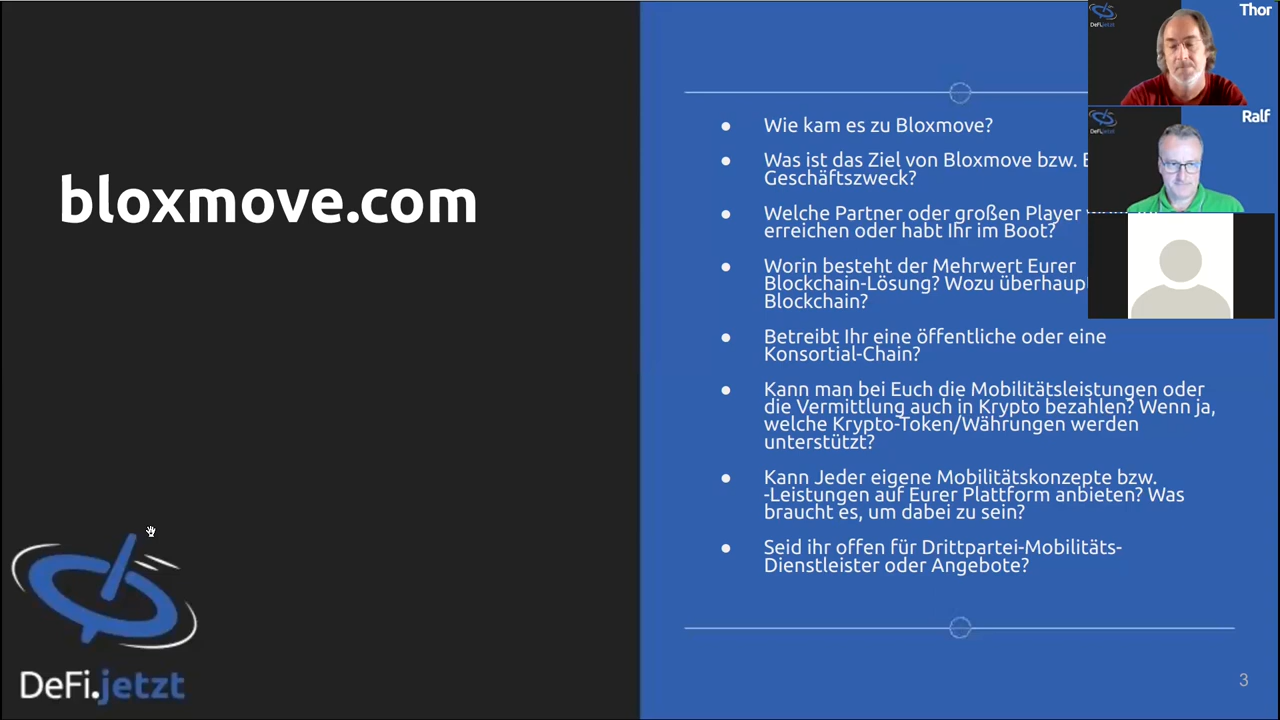 bloxmove.com
Wie kam es zu Bloxmove?
Was ist das Ziel von Bloxmove bzw.
Geschäftszweck?
Welche Partner oder großen Player
erreichen oder habt Ihr im Boot?
Worin besteht der Mehrwert Eurer
Blockchain-Lösung? Wozu überhaupt
Blockchain?
Betreibt Ihr eine öffentliche oder eine
Konsortial-Chain?
Kann man bei Euch die Mobilitätsleistungen oder
die Vermittlung auch in Krypto bezahlen? Wenn ja,
welche Krypto-Token/Währungen werden
unterstützt?
Kann Jeder eigene Mobilitätskonzepte bzw.
-Leistungen auf Eurer Plattform anbieten? Was
braucht es, um dabei zu sein?
Seid ihr offen für Drittpartei-Mobilitäts-
Dienstleister oder Angebote?
DeFi.jetzt
3
DeFi.jetzt
Thor
DeFi.jetzt
Ralf